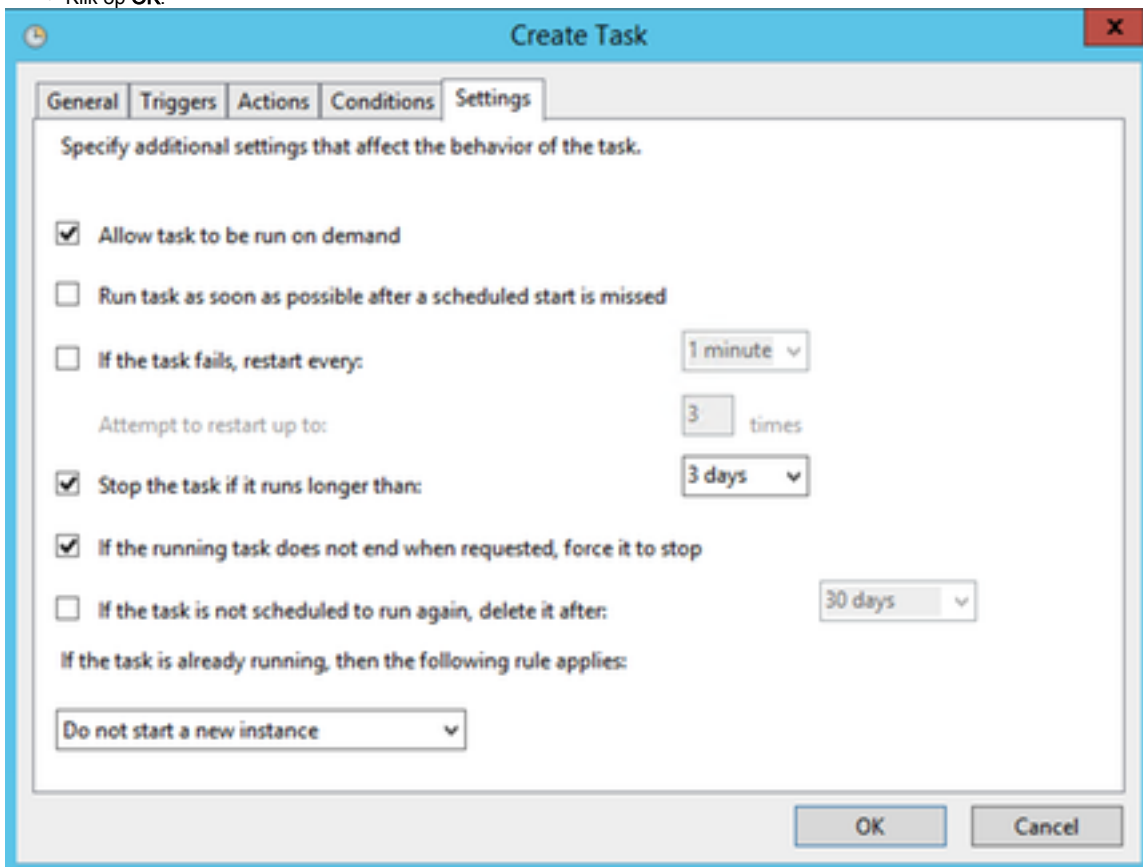 Klik op OK.
Create Task
General Triggers Actions Conditions Settings
Specify additional settings that affect the behavior of the task.
Allow task to be run on demand
Run task as soon as possible after a scheduled start is missed
If the task fails, restart every: 1 minute
Attempt to restart up to: 3 times
Stop the task if it runs longer than: 3 days
If the running task does not end when requested, force it to stop
If the task is not scheduled to run again, delete it after: 30 days
If the task is already running, then the following rule applies:
Do not start a new instance
OK Cancel